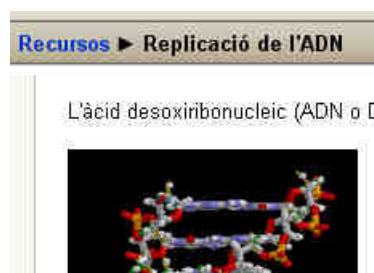 Recursos ► Replicació de l'ADN
L'àcid desoxiribonucleic (ADN o